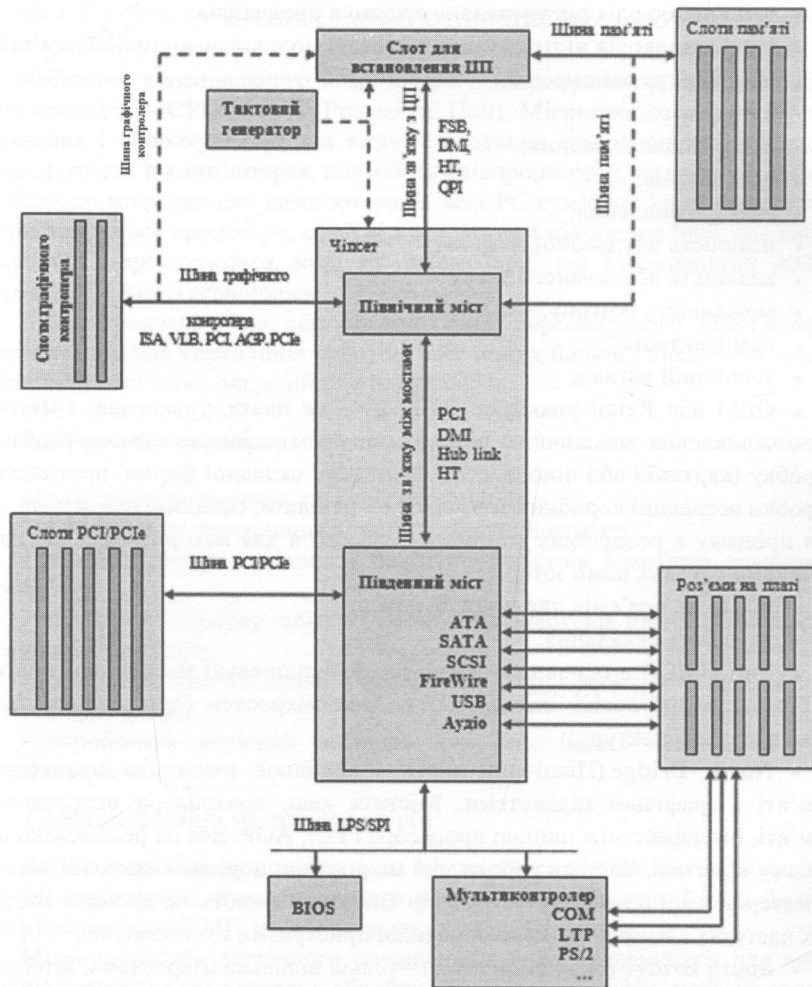 Слот для
встановлення ЦП
Шина пам`яті
Слоти пам`яті
Шина графічного
контролера
Тактовий
генератор
Шина зв`язку з ЦП
FSB,
DMI,
HT,
QPI
Шина пам`яті
Чіпсет
Слоти графічного
контролера
Шина графічного
Північний міст
ISA, VLB, PCI, AGP, PCIe
Шина зв`язку між мостами
PCI
DMI
Hub link
HT
Слоти PCI/PCIe
Шина PCI/PCIe
Південний міст
Роз`єми на платі
ATA
SATA
SCSI
FireWire
USB
Аудіо
Шина LPS/SPI
BIOS
Мультиконтролер
COM
LTP
PS/2
...